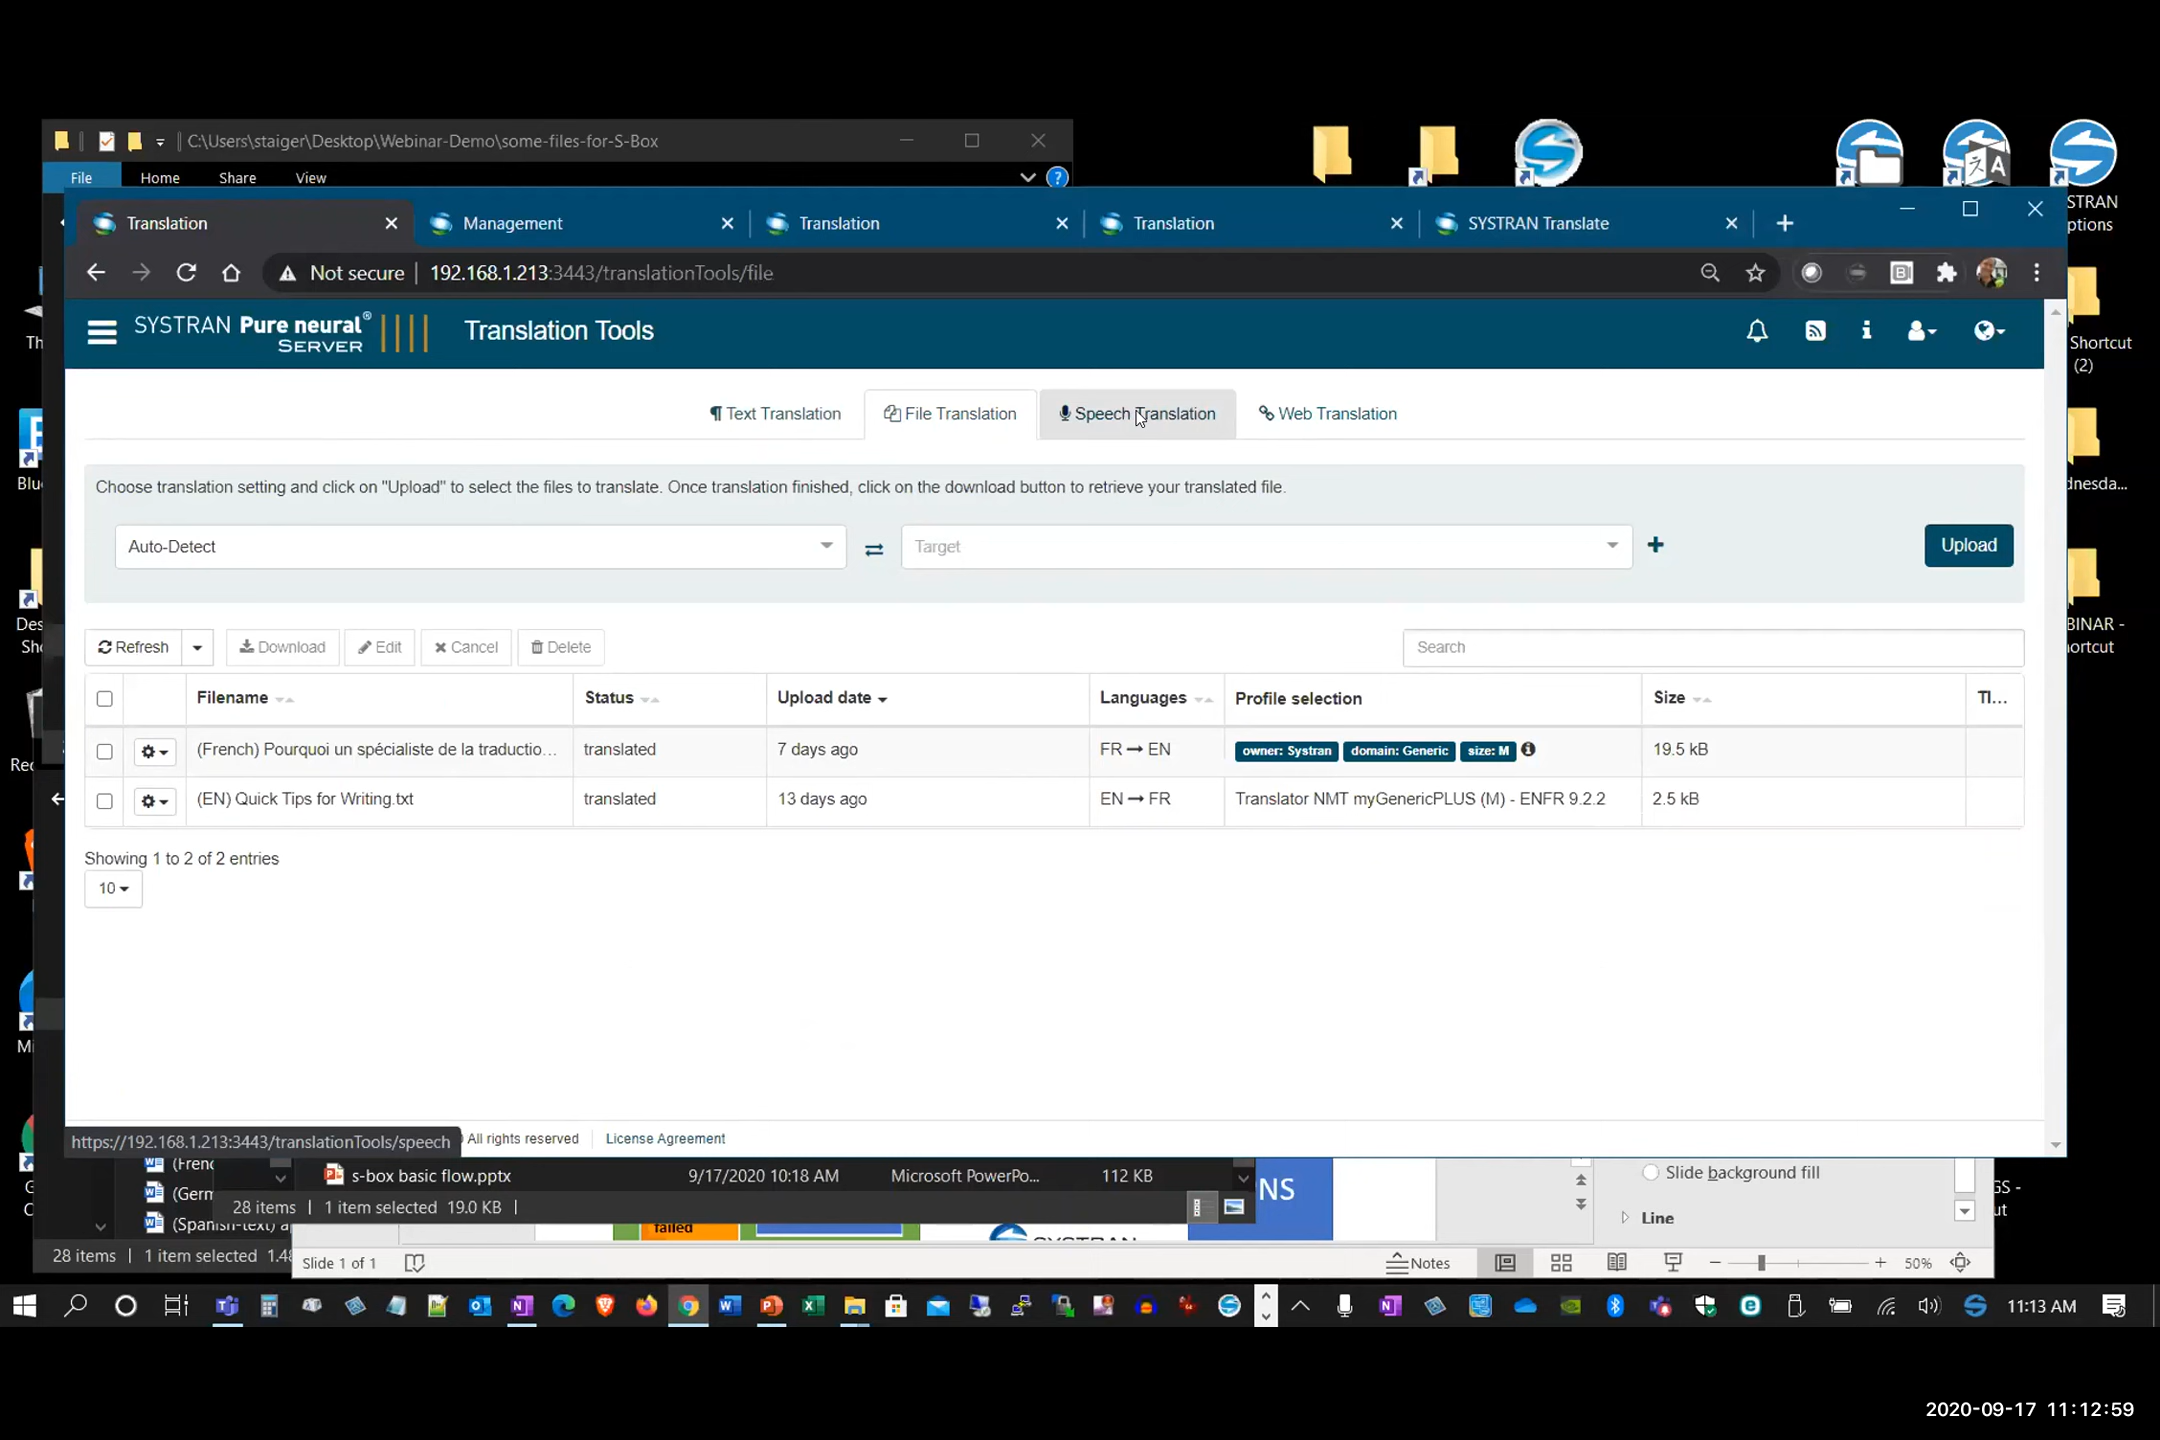 C:\Users\staiger\Desktop\Webinar-Demo\some-files-for-S-Box
File Home Share View
Translation Management Translation Translation SYSTRAN Translate
Not secure 192.168.1.213:3443/translationTools/file
SYSTRAN Pure neural® SERVER Translation Tools
Text Translation File Translation Speech Translation Web Translation
Choose translation setting and click on "Upload" to select the files to translate. Once translation finished, click on the download button to retrieve your translated file.
Auto-Detect Target Upload
Refresh Download Edit Cancel Delete Search
Filename Status Upload date Languages Profile selection Size TI...
(French) Pourquoi un spécialiste de la traductio... translated 7 days ago FR → EN owner: Systran domain: Generic size: M 19.5 kB
(EN) Quick Tips for Writing.txt translated 13 days ago EN → FR Translator NMT myGenericPLUS (M) - ENFR 9.2.2 2.5 kB
Showing 1 to 2 of 2 entries
10
https://192.168.1.213:3443/translationTools/speech All rights reserved License Agreement
s-box basic flow.pptx 9/17/2020 10:18 AM Microsoft PowerPo... 112 KB
28 items 1 item selected 19.0 KB
28 items 1 item selected 1.48
failed
Slide background fill
Line
Slide 1 of 1 Notes 50%
Shortcut
(2)
11:13 AM
2020-09-17 11:12:59